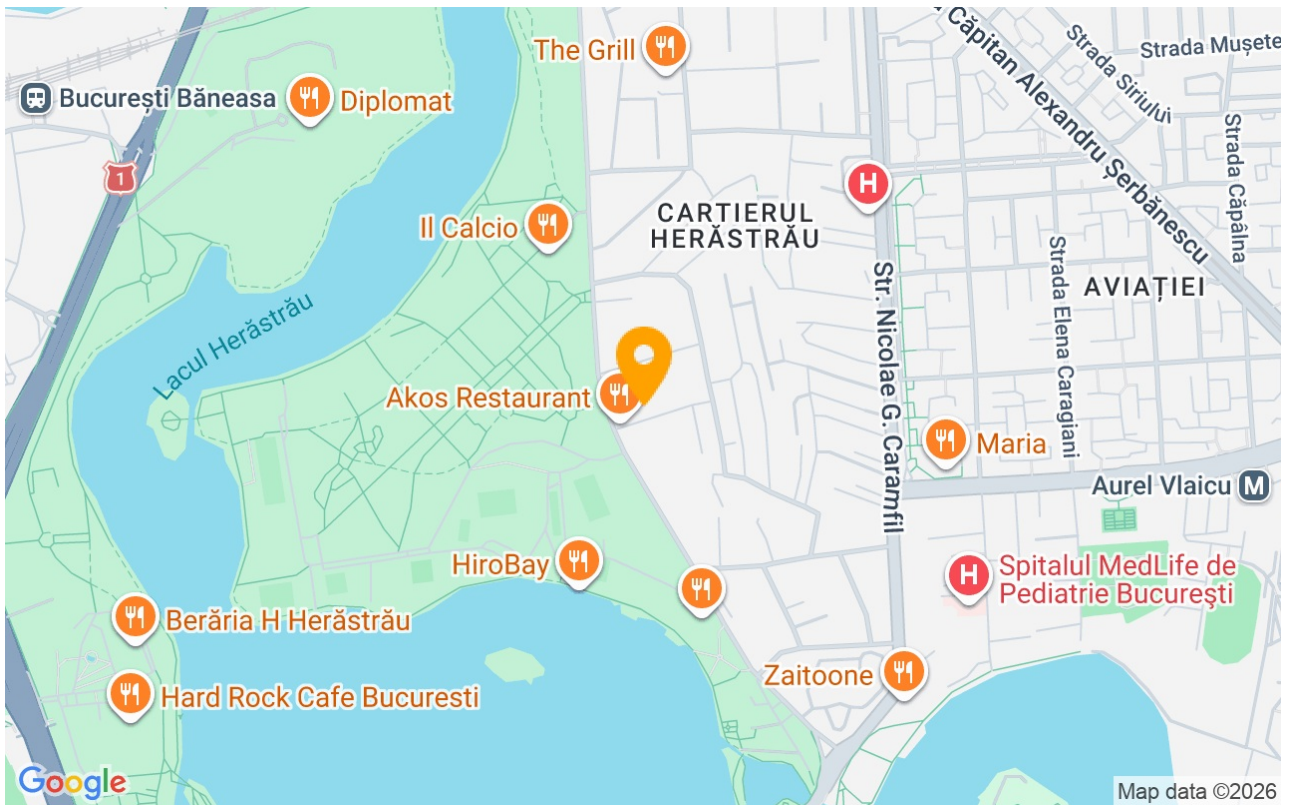 The Grill
Căpitan Alexandru Șerbănescu
Strada Siriului
Strada Mușete
București Băneasa
Diplomat
1
Strada Căpâlna
H
Il Calcio
CARTIERUL
HERĂSTRĂU
Strada Elena Caragiani
AVIAȚIEI
Str. Nicolae G. Caramfil
Lacul Herăstrău
Akos Restaurant
Maria
Aurel Vlaicu M
HiroBay
H
Spitalul MedLife de
Pediatrie București
Berăria H Herăstrău
Zaitoone
Hard Rock Cafe Bucuresti
Google
Map data ©2026